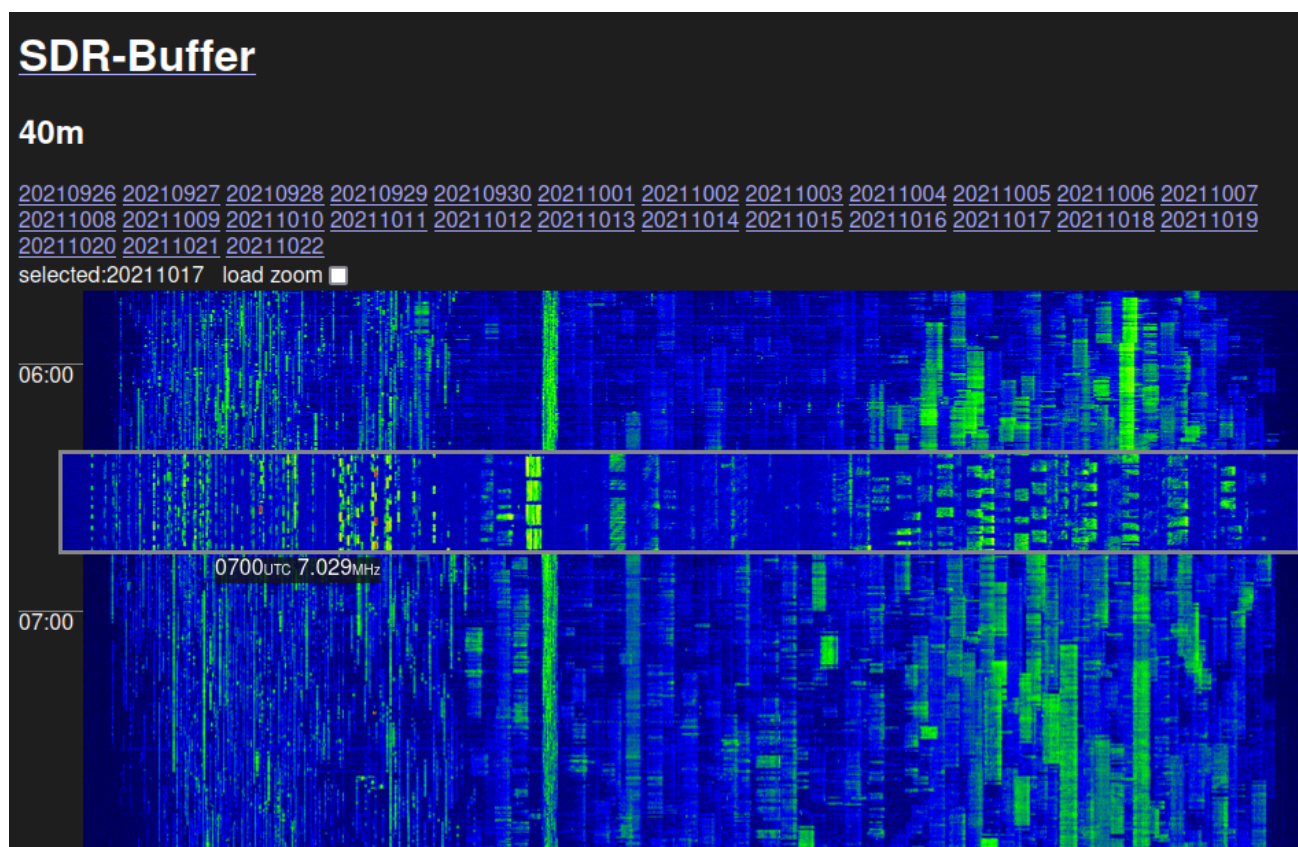 SDR-Buffer
40m
20210926 20210927 20210928 20210929 20210930 20211001 20211002 20211003 20211004 20211005 20211006 20211007
20211008 20211009 20211010 20211011 20211012 20211013 20211014 20211015 20211016 20211017 20211018 20211019
20211020 20211021 20211022
selected:20211017 load zoom
06:00
0700UTC 7.029MHz
07:00